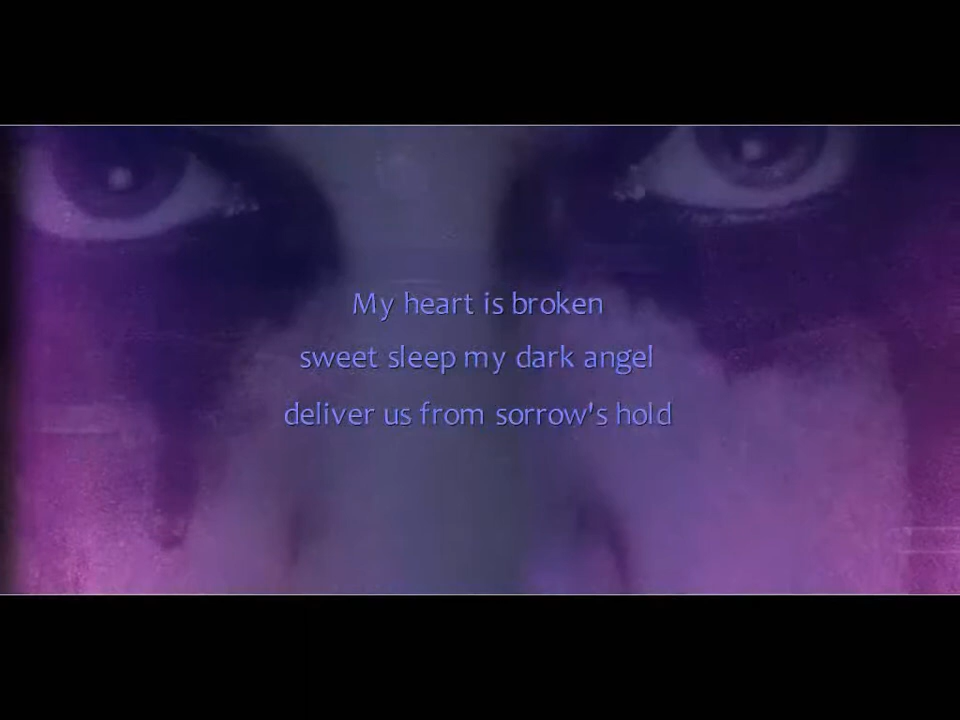 My heart is broken
sweet sleep my dark angel
deliver us from sorrow's hold